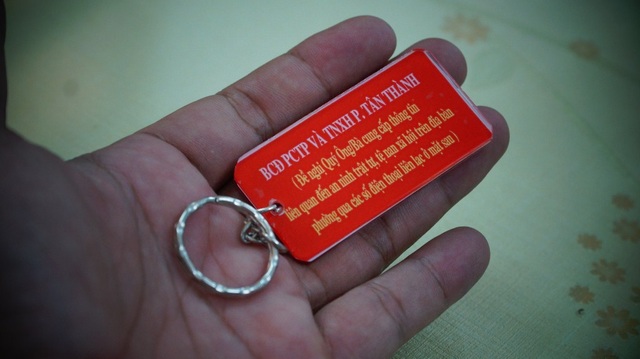 BCĐ PCTP VÀ TNXH P. TÂN THÀNH
( Đề nghị Quý Ông/Bà cung cấp thông tin
liên quan đến an ninh trật tự, tệ nạn xã hội trên địa bàn
phường qua các số điện thoại liên lạc ở mặt sau )